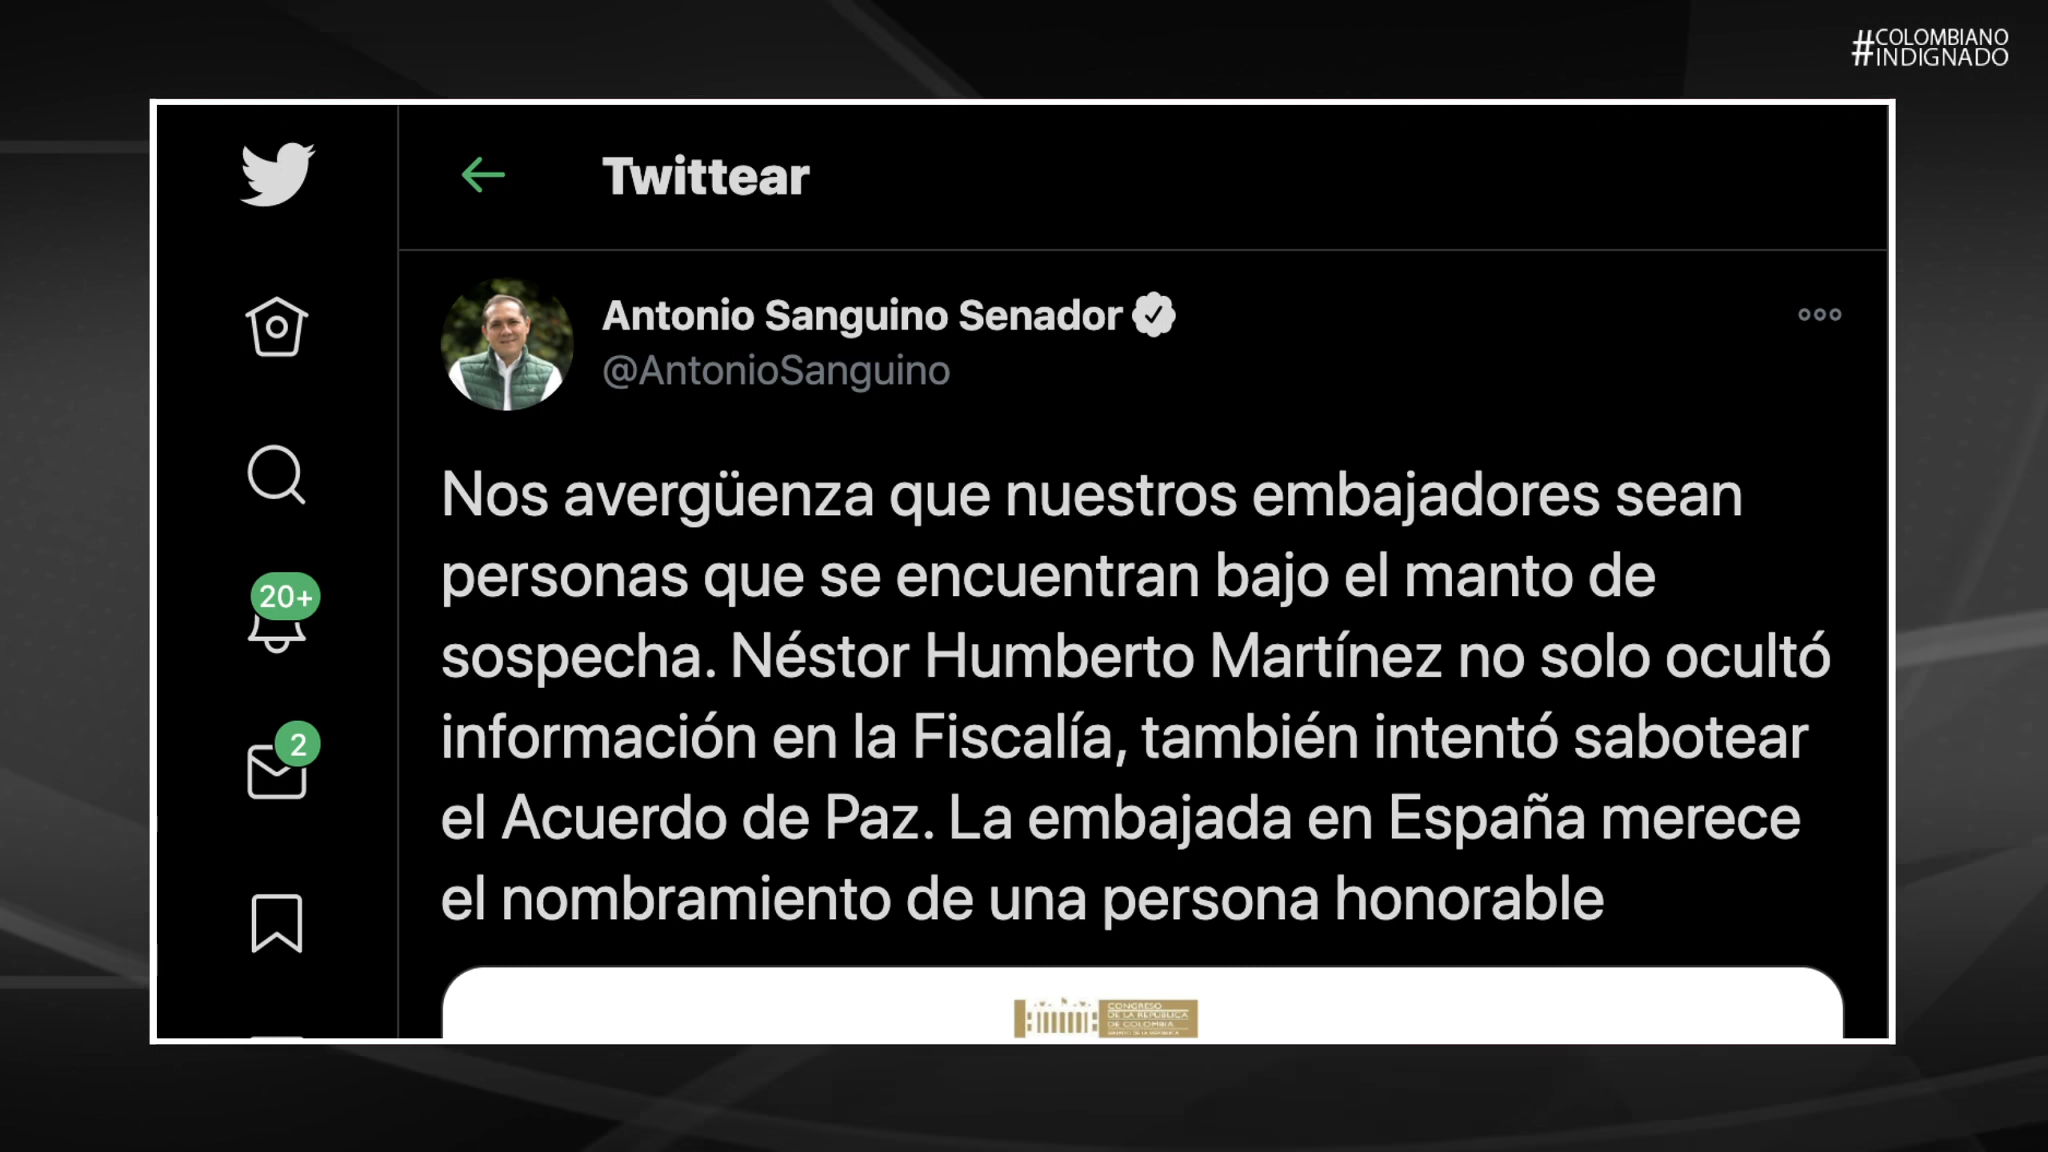 #COLOMBIANO
INDIGNADO
Twittear
Antonio Sanguino Senador
@AntonioSanguino
Nos avergüenza que nuestros embajadores sean
personas que se encuentran bajo el manto de
sospecha. Néstor Humberto Martínez no solo ocultó
información en la Fiscalía, también intentó sabotear
el Acuerdo de Paz. La embajada en España merece
el nombramiento de una persona honorable
20+
2
CONGRESO
DE LA REPÚBLICA
DE COLOMBIA